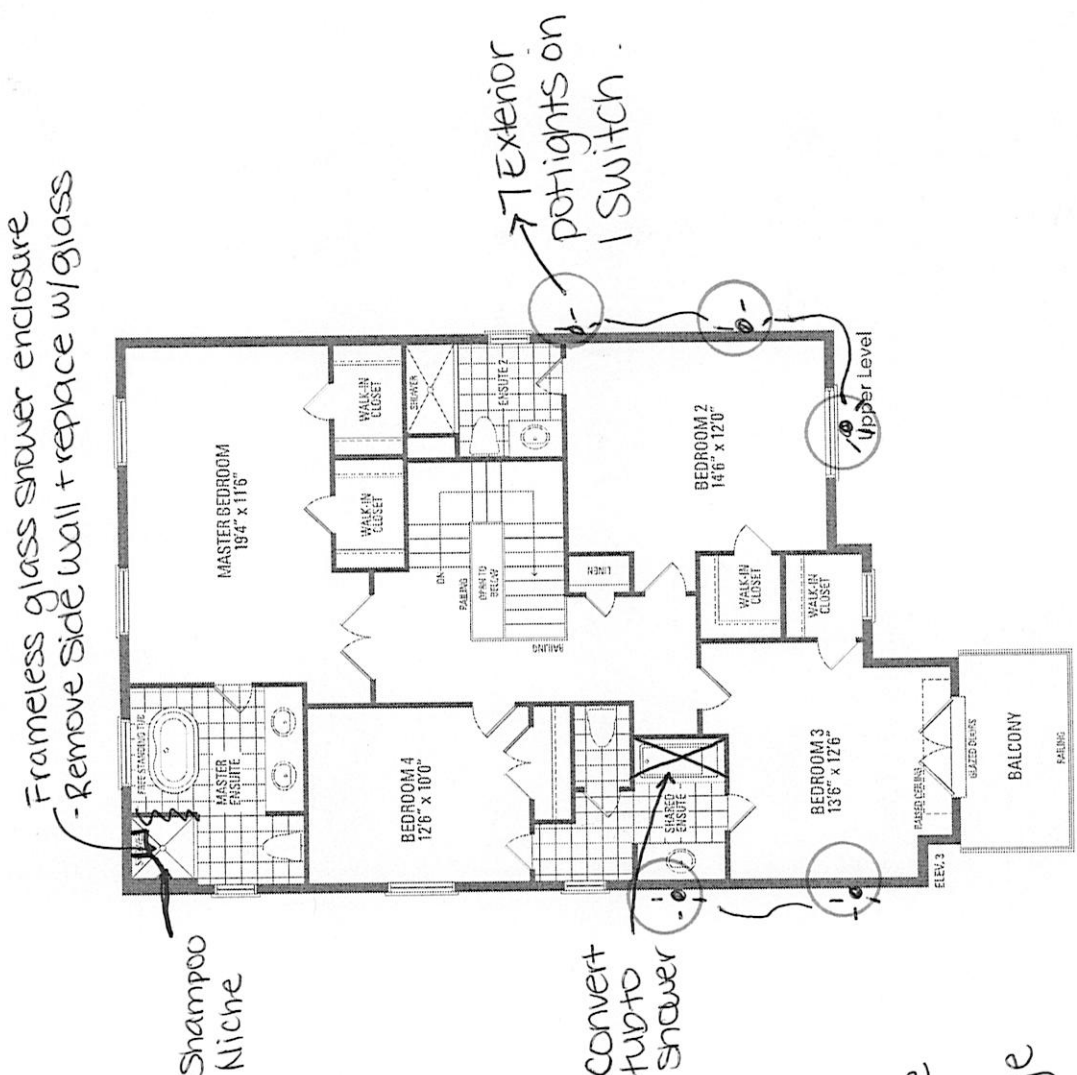 Frameless glass shower enclosure
- Remove Side wall + replace w/glass
Shampoo
Niche
7 Exterior
potlights on
1 Switch.
Convert
tub to
shower
MASTER BEDROOM
19'4" x 11'6"
WALK-IN
CLOSET
WALK-IN
CLOSET
SHOWER
ENSUITE 2
FREE STANDING TUB
MASTER
ENSUITE
BEDROOM 4
12'6" x 10'0"
DN
RAILING
OPEN TO
BELOW
RAILING
LINEN
BEDROOM 2
14'6" x 12'0"
WALK-IN
CLOSET
WALK-IN
CLOSET
SHARED
ENSUITE
BEDROOM 3
13'6" x 12'6"
RAISED CEILING
GLAZED DOORS
BALCONY
RAILING
ELEV. 3
Upper Level